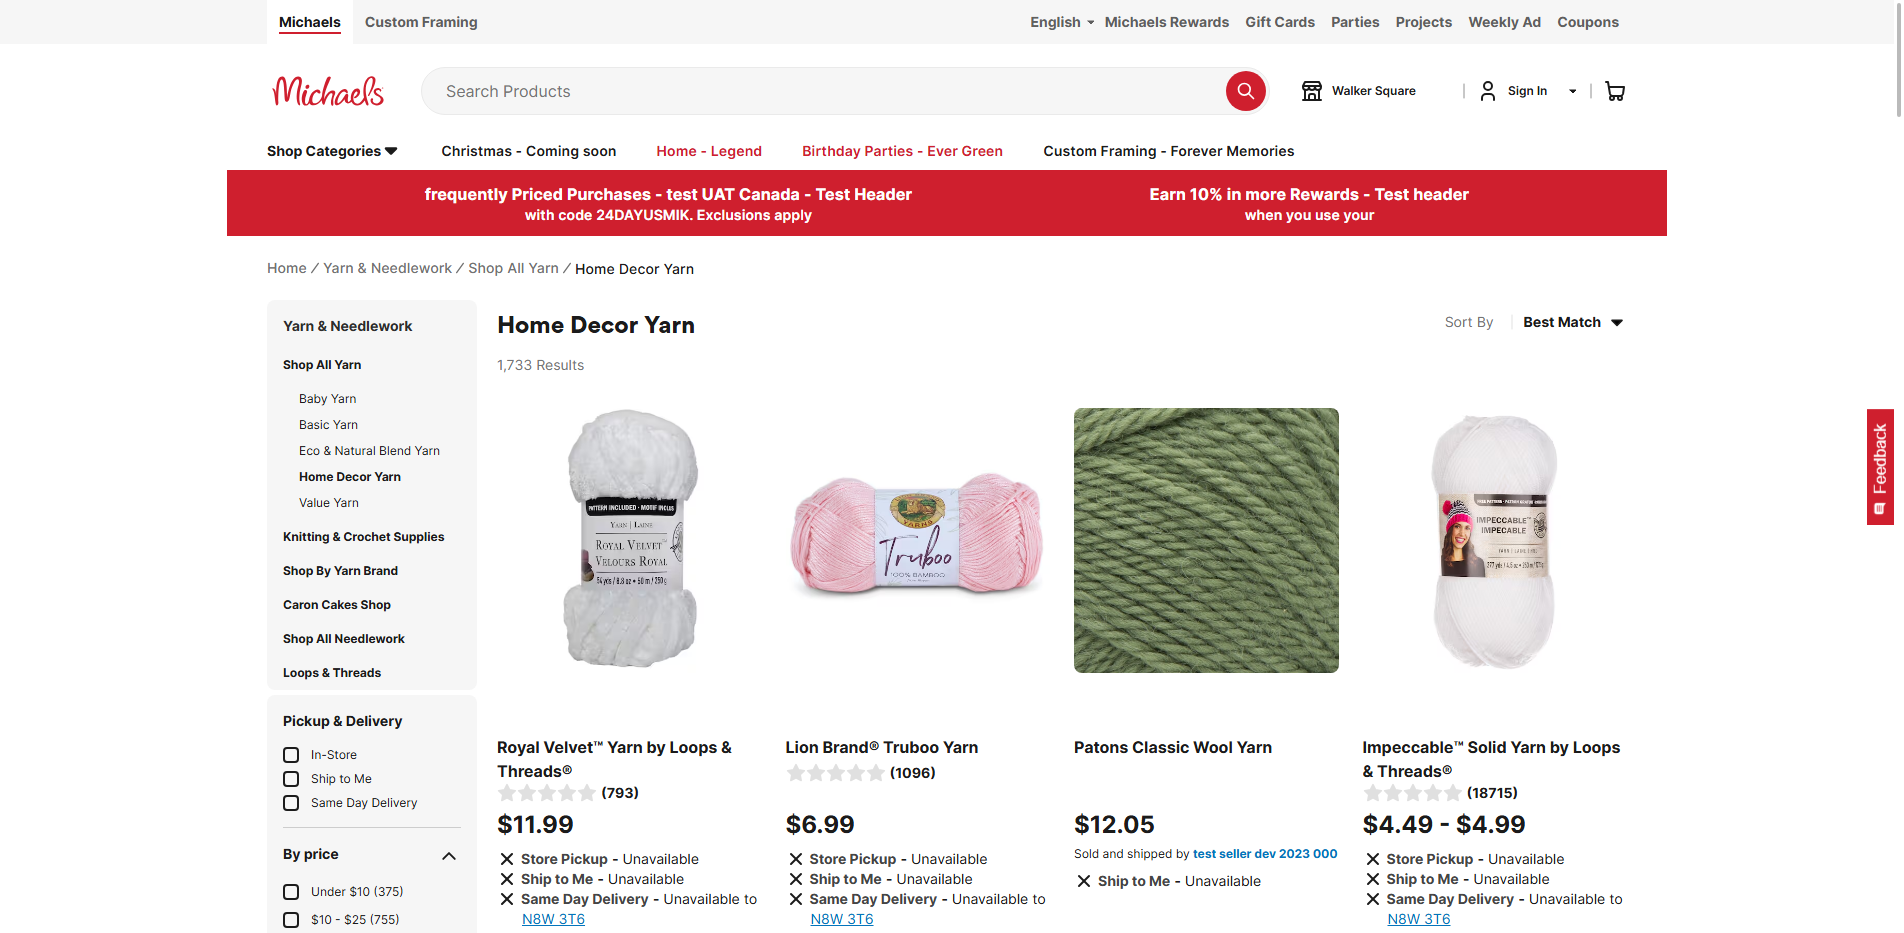 Michaels
Custom Framing
English
Michaels Rewards
Gift Cards
Parties
Projects
Weekly Ad
Coupons
Michaels
Search Products
Walker Square
Sign In
Shop Categories
Christmas - Coming soon
Home - Legend
Birthday Parties - Ever Green
Custom Framing - Forever Memories
frequently Priced Purchases - test UAT Canada - Test Header
with code 24DAYUSMIK. Exclusions apply
Earn 10% in more Rewards - Test header
when you use your
Home / Yarn & Needlework / Shop All Yarn / Home Decor Yarn
Yarn & Needlework
Shop All Yarn
Baby Yarn
Basic Yarn
Eco & Natural Blend Yarn
Home Decor Yarn
Value Yarn
Knitting & Crochet Supplies
Shop By Yarn Brand
Caron Cakes Shop
Shop All Needlework
Loops & Threads
Pickup & Delivery
In-Store
Ship to Me
Same Day Delivery
By price
Under $10 (375)
$10 - $25 (755)
Home Decor Yarn
1,733 Results
Sort By
Best Match
PATTERN INCLUDED • MOTIF INCLUS
YARN | LAINE
ROYAL VELVET™
VELOURS ROYAL
54 yds / 8.8 oz • 50 m / 250 g
Royal Velvet™ Yarn by Loops &
Threads®
(793)
$11.99
Store Pickup - Unavailable
Ship to Me - Unavailable
Same Day Delivery - Unavailable to
N8W 3T6
YARNS
Truboo
100% BAMBOO
Lion Brand® Truboo Yarn
(1096)
$6.99
Store Pickup - Unavailable
Ship to Me - Unavailable
Same Day Delivery - Unavailable to
N8W 3T6
Patons Classic Wool Yarn
$12.05
Sold and shipped by test seller dev 2023 000
Ship to Me - Unavailable
IMPECCABLE™
IMPECABLE
Impeccable™ Solid Yarn by Loops
& Threads®
(18715)
$4.49 - $4.99
Store Pickup - Unavailable
Ship to Me - Unavailable
Same Day Delivery - Unavailable to
N8W 3T6
Feedback